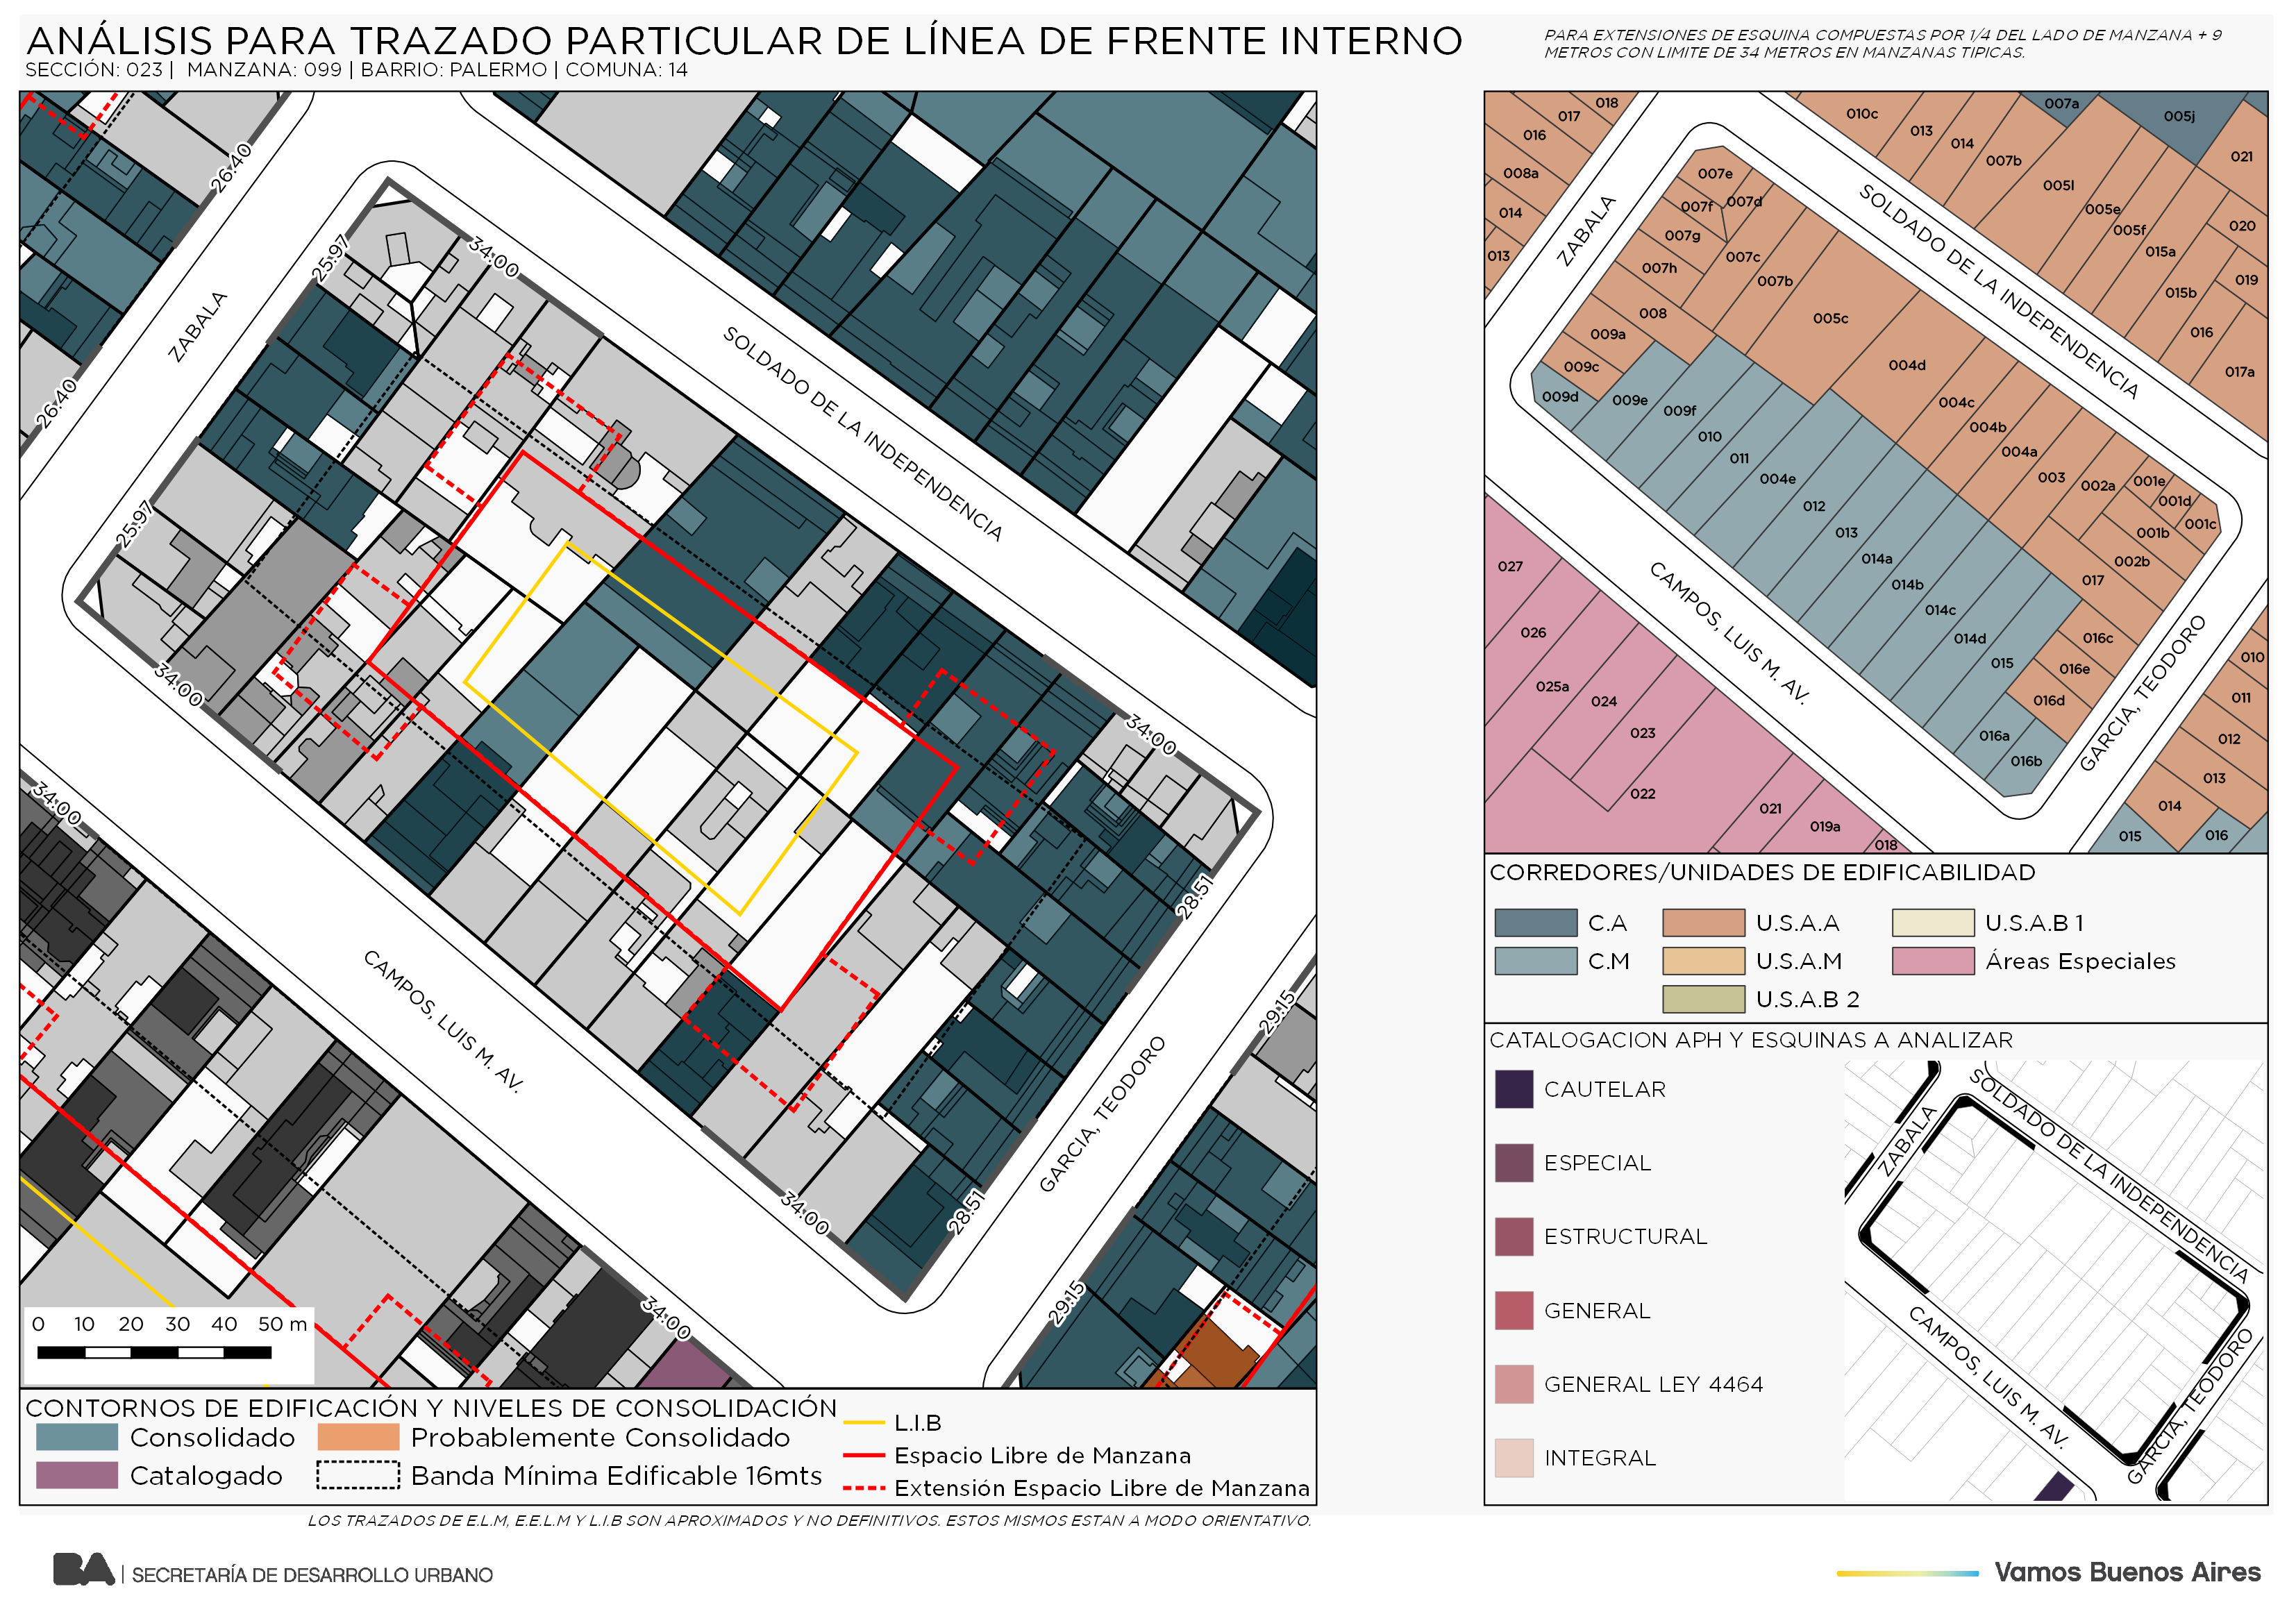 ANÁLISIS PARA TRAZADO PARTICULAR DE LÍNEA DE FRENTE INTERNO
SECCIÓN: 023 | MANZANA: 099 | BARRIO: PALERMO | COMUNA: 14
PARA EXTENSIONES DE ESQUINA COMPUESTAS POR 1/4 DEL LADO DE MANZANA + 9
METROS CON LIMITE DE 34 METROS EN MANZANAS TIPICAS.
26.40
26.40
ZABALA
25.97
34.00
SOLDADO DE LA INDEPENDENCIA
25.97
34.00
34.00
34.00
28.51
CAMPOS, LUIS M. AV.
29.15
GARCIA, TEODORO
34.00
28.51
29.15
34.00
0 10 20 30 40 50 m
CONTORNOS DE EDIFICACIÓN Y NIVELES DE CONSOLIDACIÓN
Consolidado
Probablemente Consolidado
Catalogado
Banda Mínima Edificable 16mts
L.I.B
Espacio Libre de Manzana
Extensión Espacio Libre de Manzana
LOS TRAZADOS DE E.L.M, E.E.L.M Y L.I.B SON APROXIMADOS Y NO DEFINITIVOS. ESTOS MISMOS ESTAN A MODO ORIENTATIVO.
018
017
016
008a
014
013
010c
013
014
007b
007a
005j
021
005l
005e
005f
015a
020
019
015b
016
017a
ZABALA
SOLDADO DE LA INDEPENDENCIA
007e
007f
007d
007g
007h
007c
007b
008
009a
009c
009d
009e
009f
005c
004d
010
011
004e
012
013
014a
014b
014c
014d
015
004c
004b
004a
003
002a
001e
001d
001c
001b
002b
017
016c
016e
016d
016a
016b
CAMPOS, LUIS M. AV.
GARCIA, TEODORO
027
026
025a
024
023
022
021
019a
018
010
011
012
013
014
015
016
CORREDORES/UNIDADES DE EDIFICABILIDAD
C.A
U.S.A.A
U.S.A.B 1
C.M
U.S.A.M
Áreas Especiales
U.S.A.B 2
CATALOGACION APH Y ESQUINAS A ANALIZAR
CAUTELAR
ESPECIAL
ESTRUCTURAL
GENERAL
GENERAL LEY 4464
INTEGRAL
ZABALA
SOLDADO DE LA INDEPENDENCIA
CAMPOS, LUIS M. AV.
GARCIA, TEODORO
BA | SECRETARÍA DE DESARROLLO URBANO
Vamos Buenos Aires